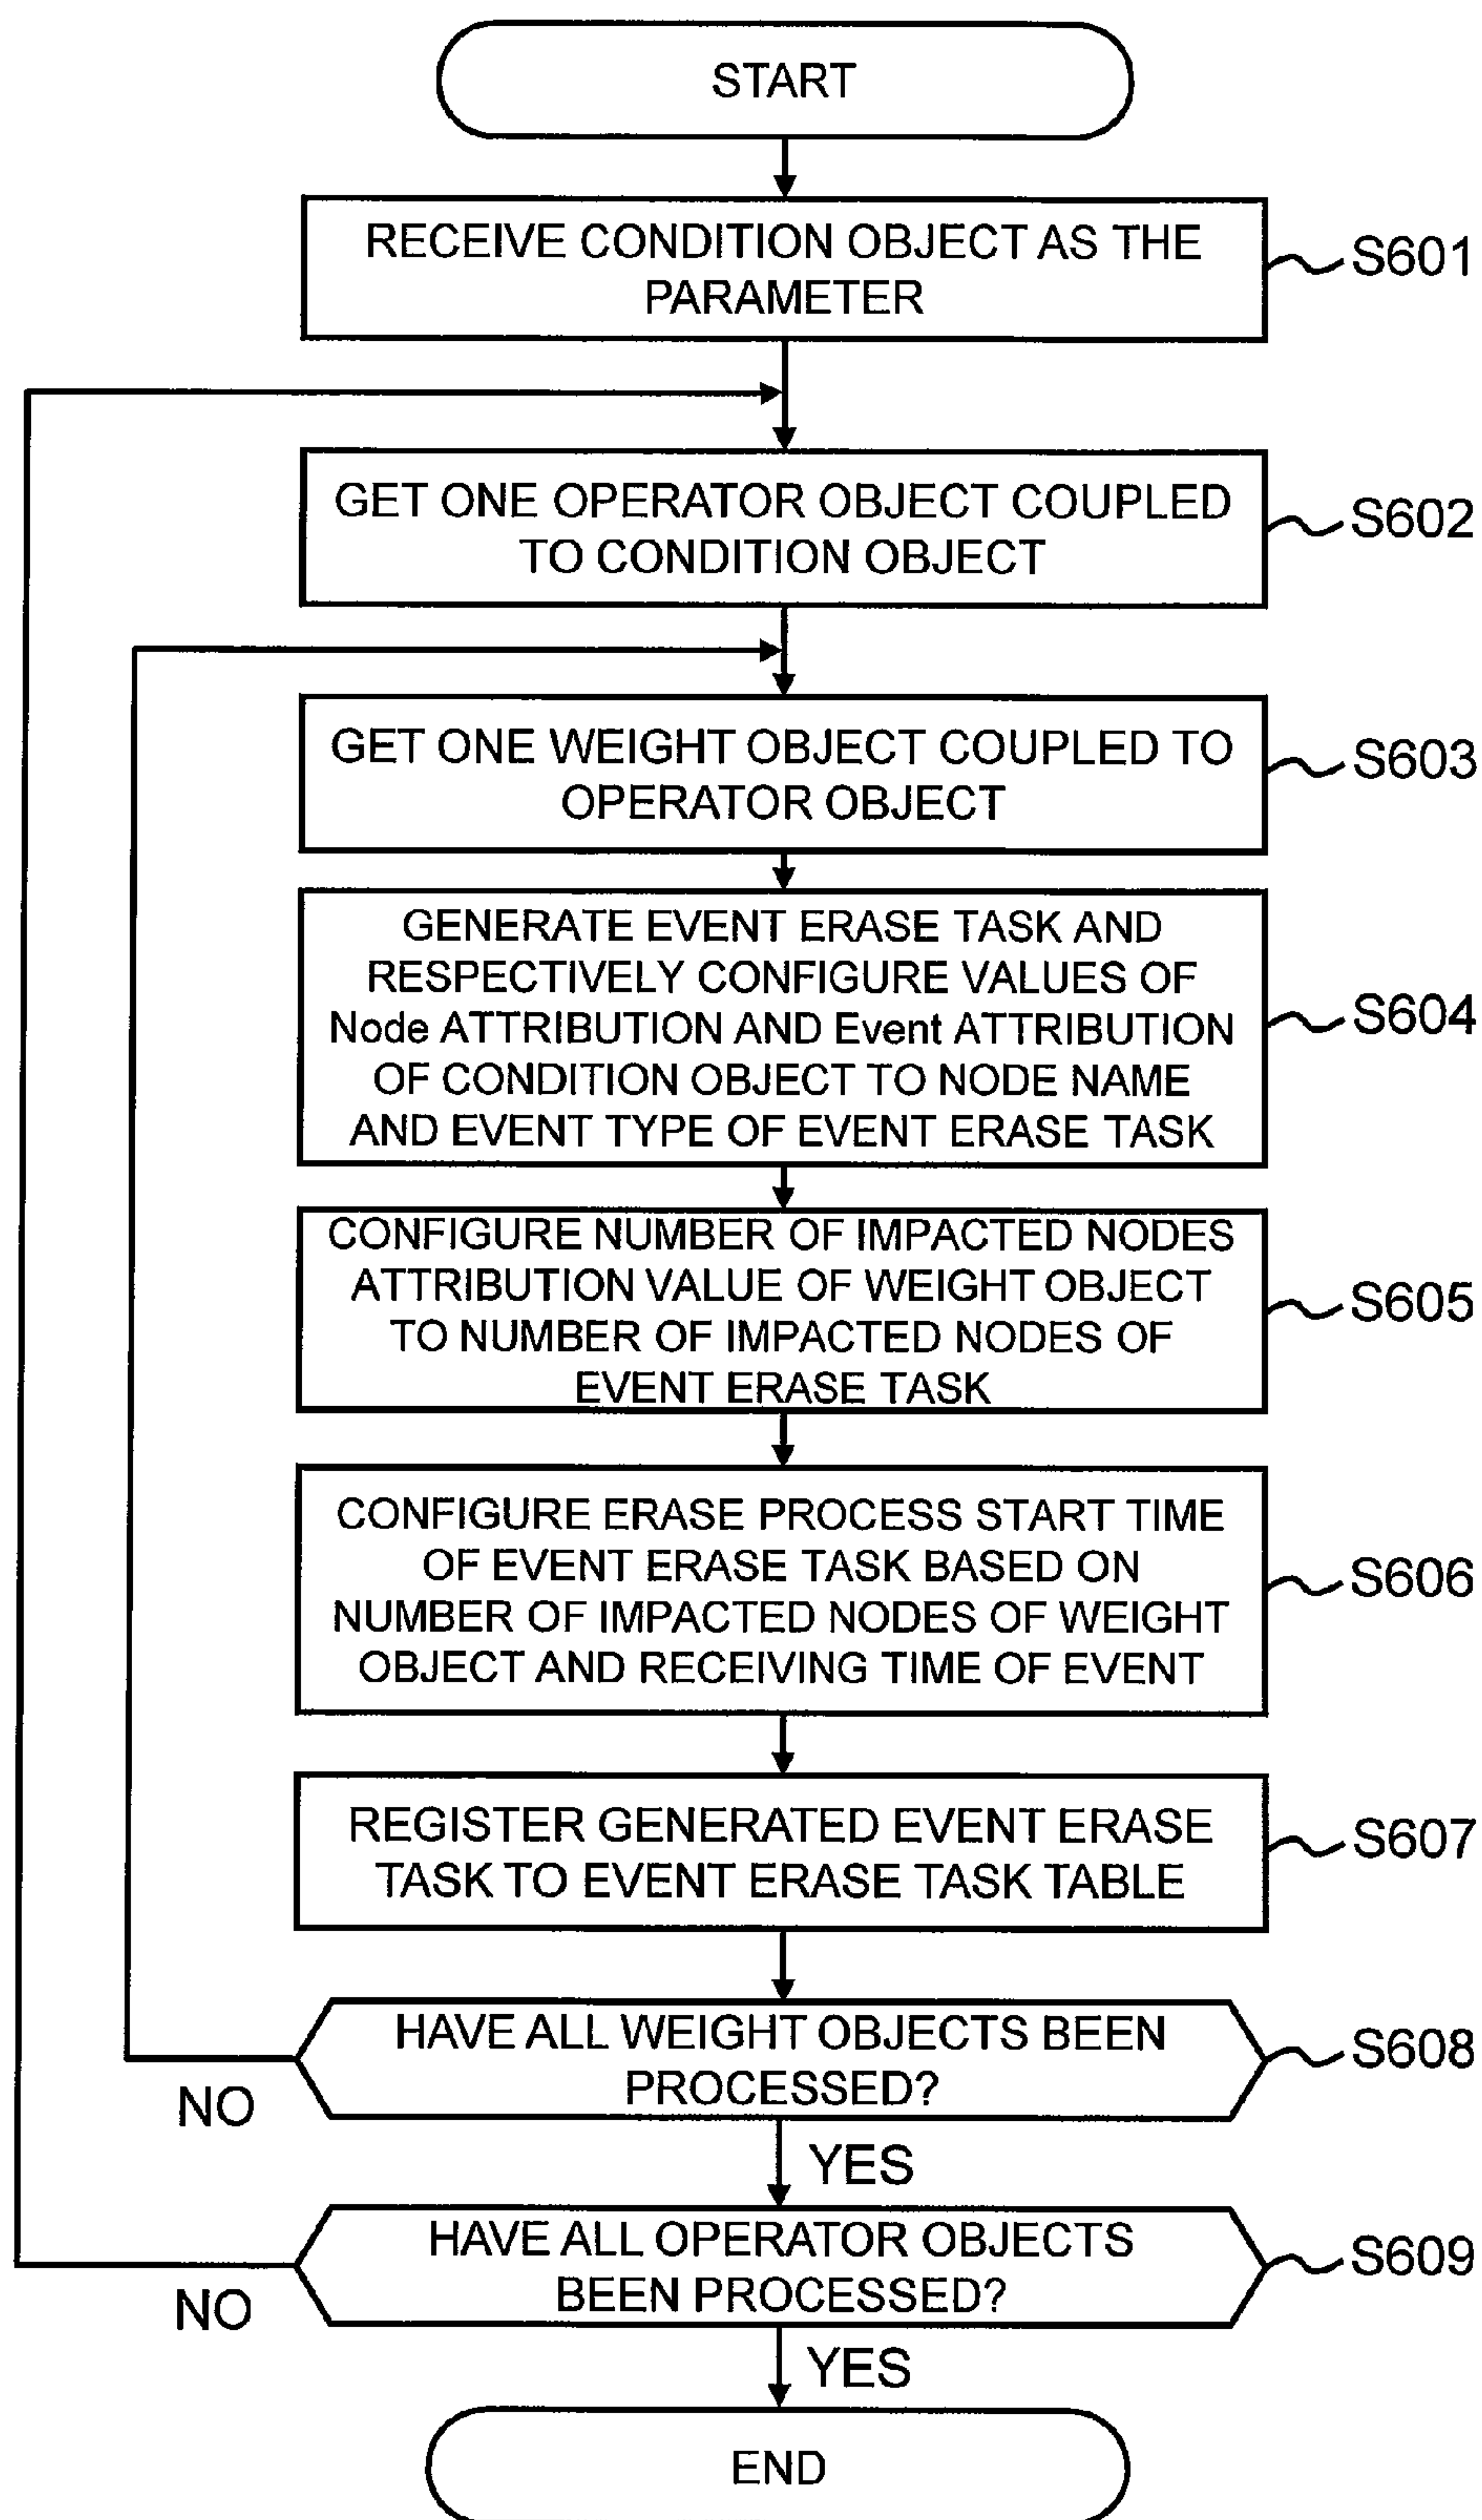 START
RECEIVE CONDITION OBJECT AS THE
PARAMETER
S601
GET ONE OPERATOR OBJECT COUPLED
TO CONDITION OBJECT
S602
GET ONE WEIGHT OBJECT COUPLED TO
OPERATOR OBJECT
S603
GENERATE EVENT ERASE TASK AND
RESPECTIVELY CONFIGURE VALUES OF
Node ATTRIBUTION AND Event ATTRIBUTION
OF CONDITION OBJECT TO NODE NAME
AND EVENT TYPE OF EVENT ERASE TASK
S604
CONFIGURE NUMBER OF IMPACTED NODES
ATTRIBUTION VALUE OF WEIGHT OBJECT
TO NUMBER OF IMPACTED NODES OF
EVENT ERASE TASK
S605
CONFIGURE ERASE PROCESS START TIME
OF EVENT ERASE TASK BASED ON
NUMBER OF IMPACTED NODES OF WEIGHT
OBJECT AND RECEIVING TIME OF EVENT
S606
REGISTER GENERATED EVENT ERASE
TASK TO EVENT ERASE TASK TABLE
S607
HAVE ALL WEIGHT OBJECTS BEEN
PROCESSED?
S608
NO
YES
HAVE ALL OPERATOR OBJECTS
BEEN PROCESSED?
S609
NO
YES
END